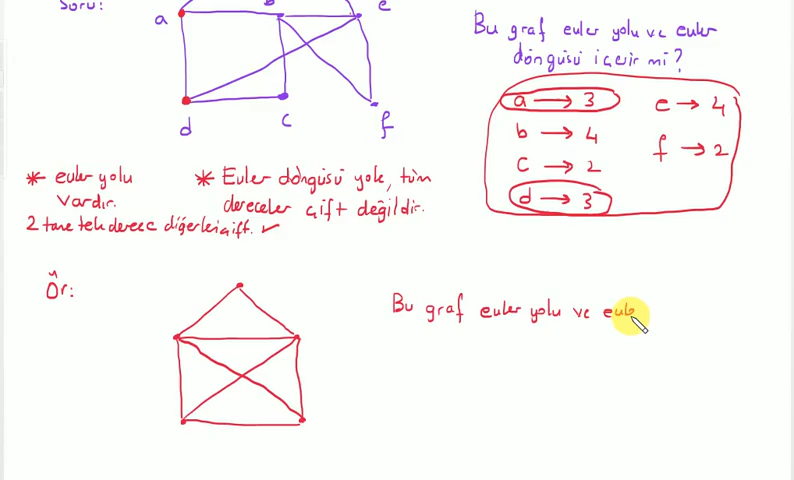 Soru:
a
b
e
d
c
f
Bu graf euler yolu ve euler
döngüsü içerir mi?
a → 3 e → 4
b → 4 f → 2
c → 2
d → 3
* euler yolu
vardır.
2 tane tek derece diğerleri çift. ✓
* Euler döngüsü yok, tüm
dereceler çift değildir.
Ör:
Bu graf euler yolu ve eule